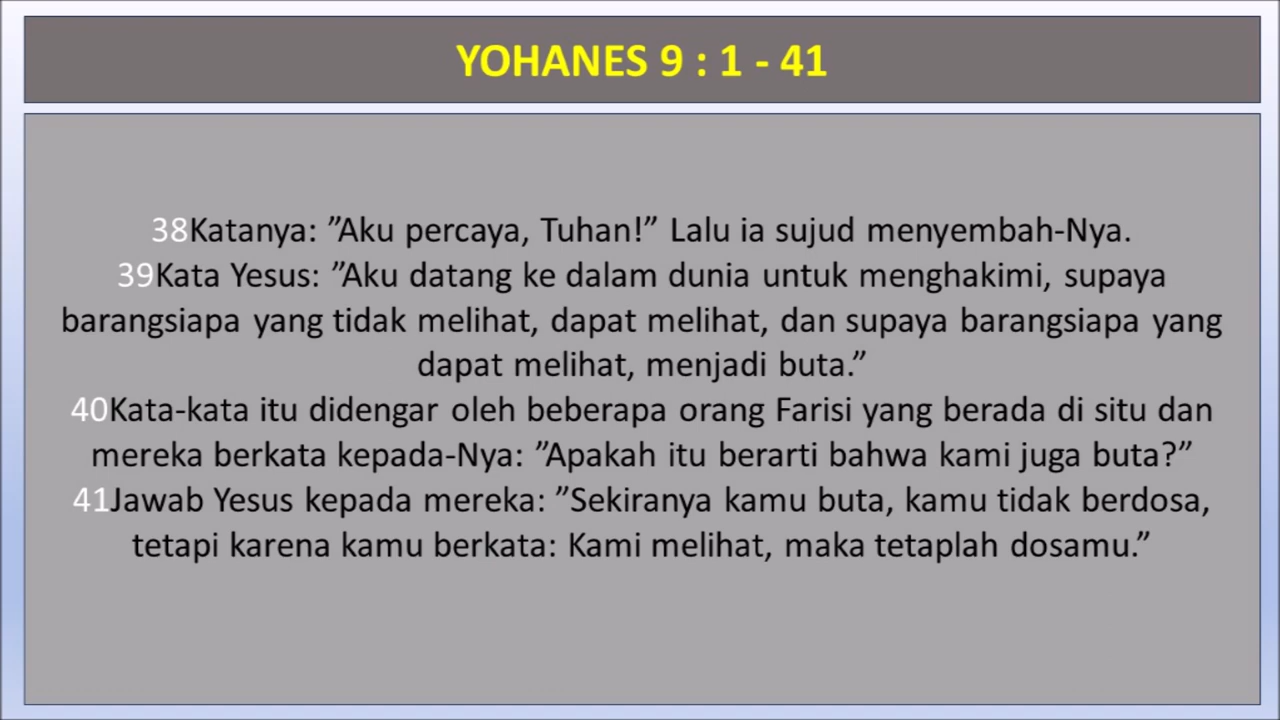 YOHANES 9 : 1 - 41
38Katanya: ”Aku percaya, Tuhan!” Lalu ia sujud menyembah-Nya.
39Kata Yesus: ”Aku datang ke dalam dunia untuk menghakimi, supaya
barangsiapa yang tidak melihat, dapat melihat, dan supaya barangsiapa yang
dapat melihat, menjadi buta.”
40Kata-kata itu didengar oleh beberapa orang Farisi yang berada di situ dan
mereka berkata kepada-Nya: ”Apakah itu berarti bahwa kami juga buta?”
41Jawab Yesus kepada mereka: ”Sekiranya kamu buta, kamu tidak berdosa,
tetapi karena kamu berkata: Kami melihat, maka tetaplah dosamu.”